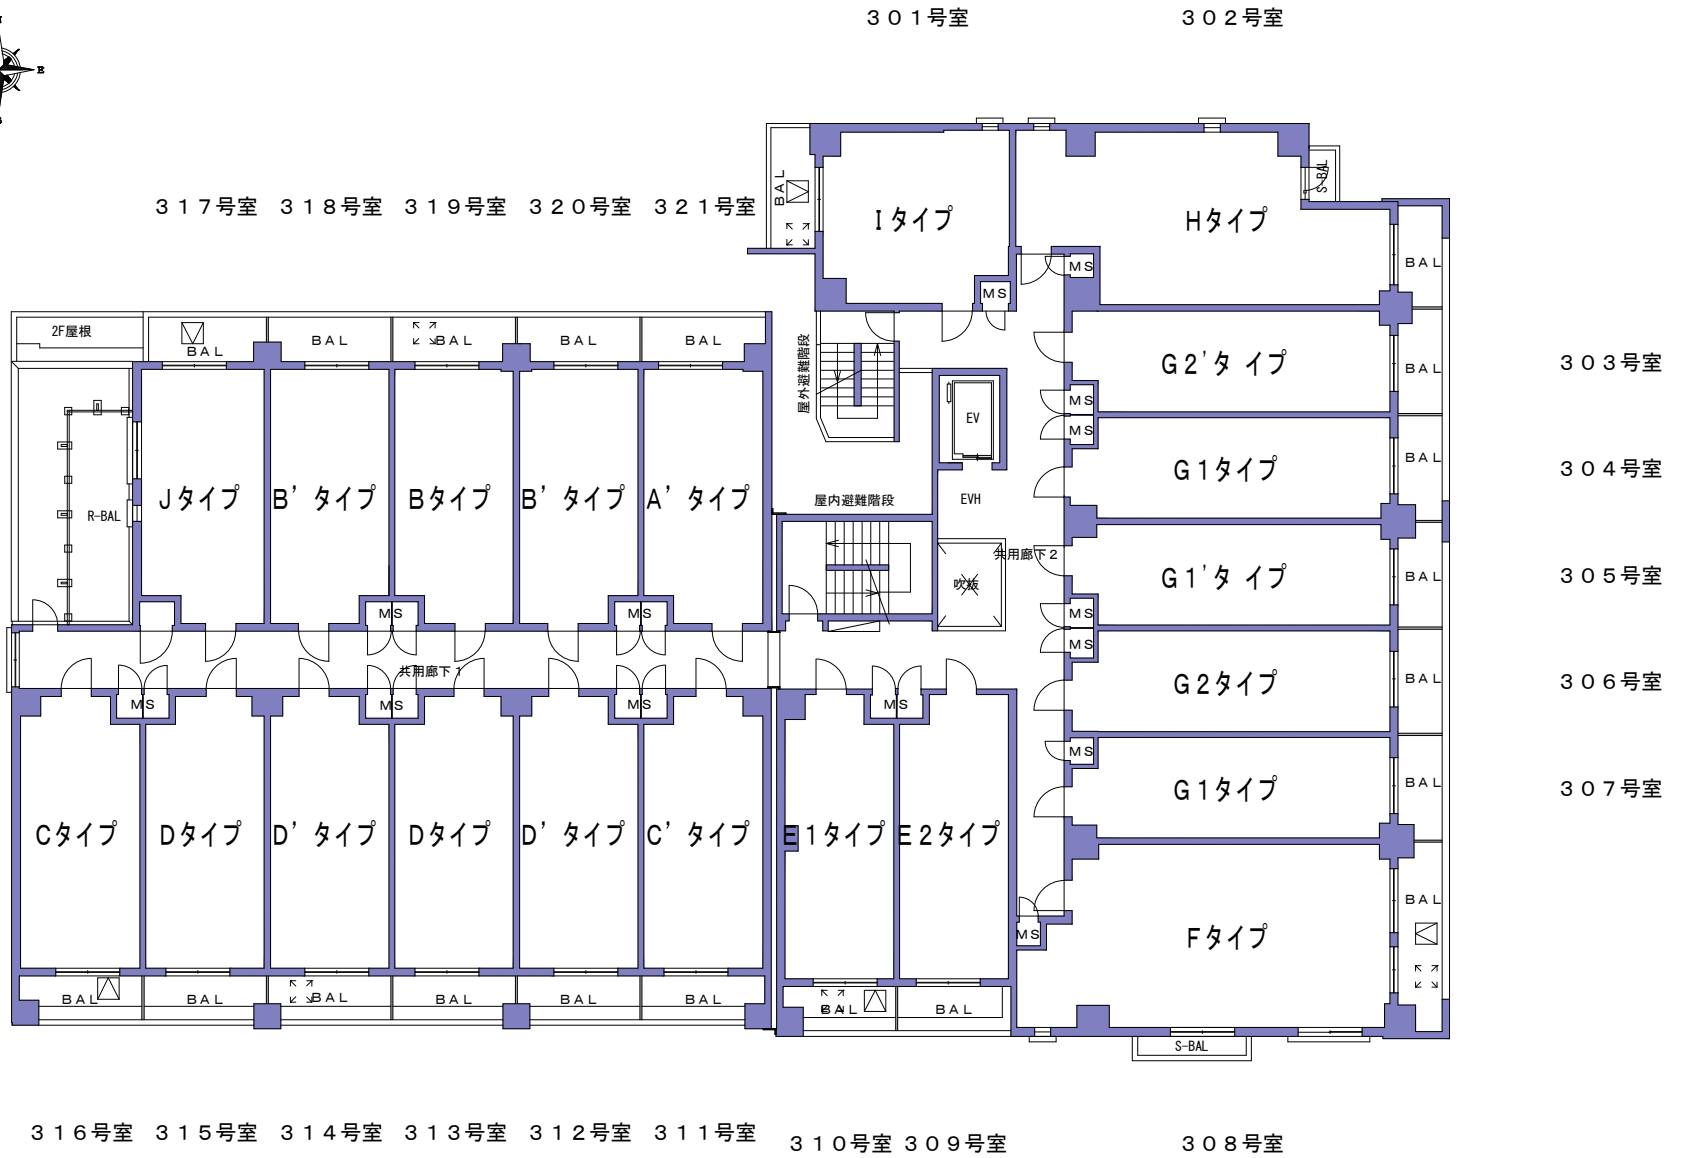 ３０１号室 ３０２号室
E
３１７号室 ３１８号室 ３１９号室 ３２０号室 ３２１号室
BAL
S-BAL
Iタイプ Hタイプ
MS
BAL
MS
2F屋根
BAL BAL BAL BAL BAL
屋外避難階段
G2'タイプ
BAL
３０３号室
MS
EV
MS
BAL
G1タイプ
３０４号室
Jタイプ B'タイプ Bタイプ B'タイプ A'タイプ
屋内避難階段
EVH
R-BAL
共用廊下2
吹抜
G1'タイプ
BAL
３０５号室
MS MS
MS
MS
共用廊下1
G2タイプ
BAL
３０６号室
MS MS MS MS
MS
G1タイプ
BAL
３０７号室
Cタイプ Dタイプ D'タイプ Dタイプ D'タイプ C'タイプ E1タイプ E2タイプ
BAL
MS
Fタイプ
BAL BAL BAL BAL BAL BAL BAL BAL
S-BAL
３１６号室 ３１５号室 ３１４号室 ３１３号室 ３１２号室 ３１１号室 ３１０号室 ３０９号室 ３０８号室